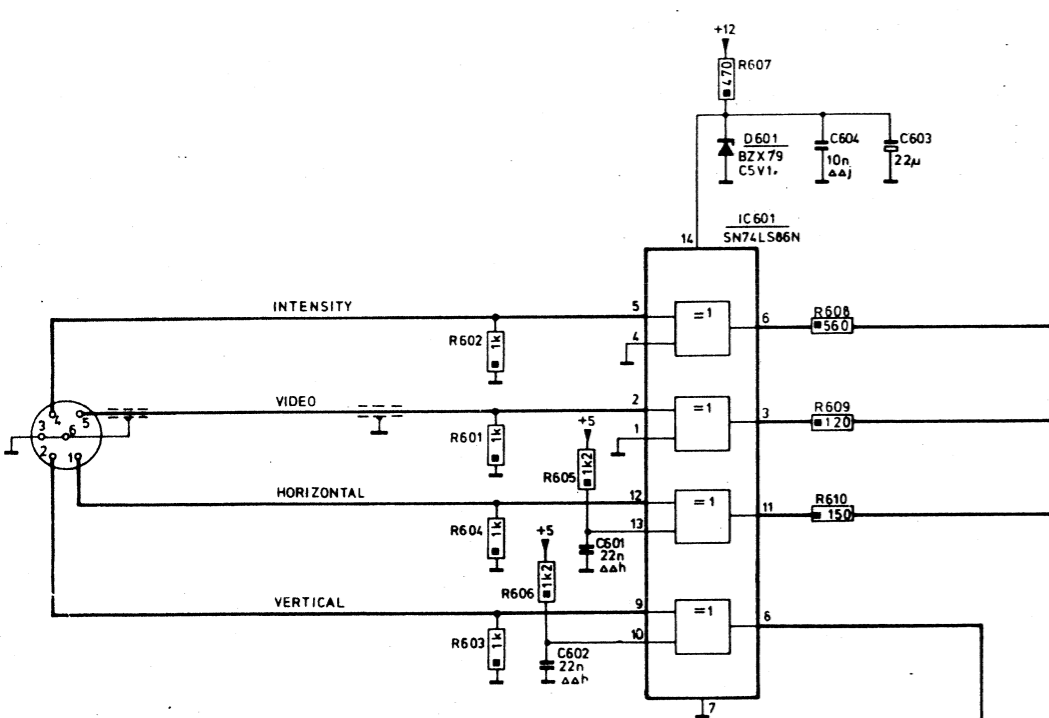 +12
R607
470
D601
BZX79
C5V1
C604
10n
ΔΔj
C603
22µ
IC601
SN74LS86N
14
INTENSITY
5
=1
6
R608
560
R602
1k
4
VIDEO
2
=1
3
R609
120
4
5
3
6
2
1
R601
1k
+5
1
R605
1k2
HORIZONTAL
12
=1
11
R610
150
R604
1k
13
+5
C601
22n
ΔΔh
R606
1k2
VERTICAL
9
=1
6
R603
1k
10
C602
22n
ΔΔh
7